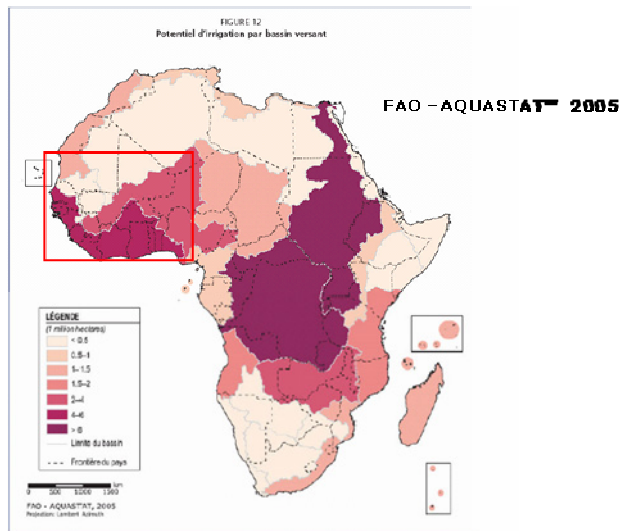 FIGURE 12
Potentiel d'irrigation par bassin versant
FAO - AQUASTAT 2005
LÉGENDE
(1 million hectares)
< 0.5
0.5–1
1–1.5
1.5–2
2–4
4–6
> 6
Limite du bassin
Frontière du pays
km
0 500 1000 1500
FAO - AQUASTAT, 2005
Projection: Lambert Azimuth